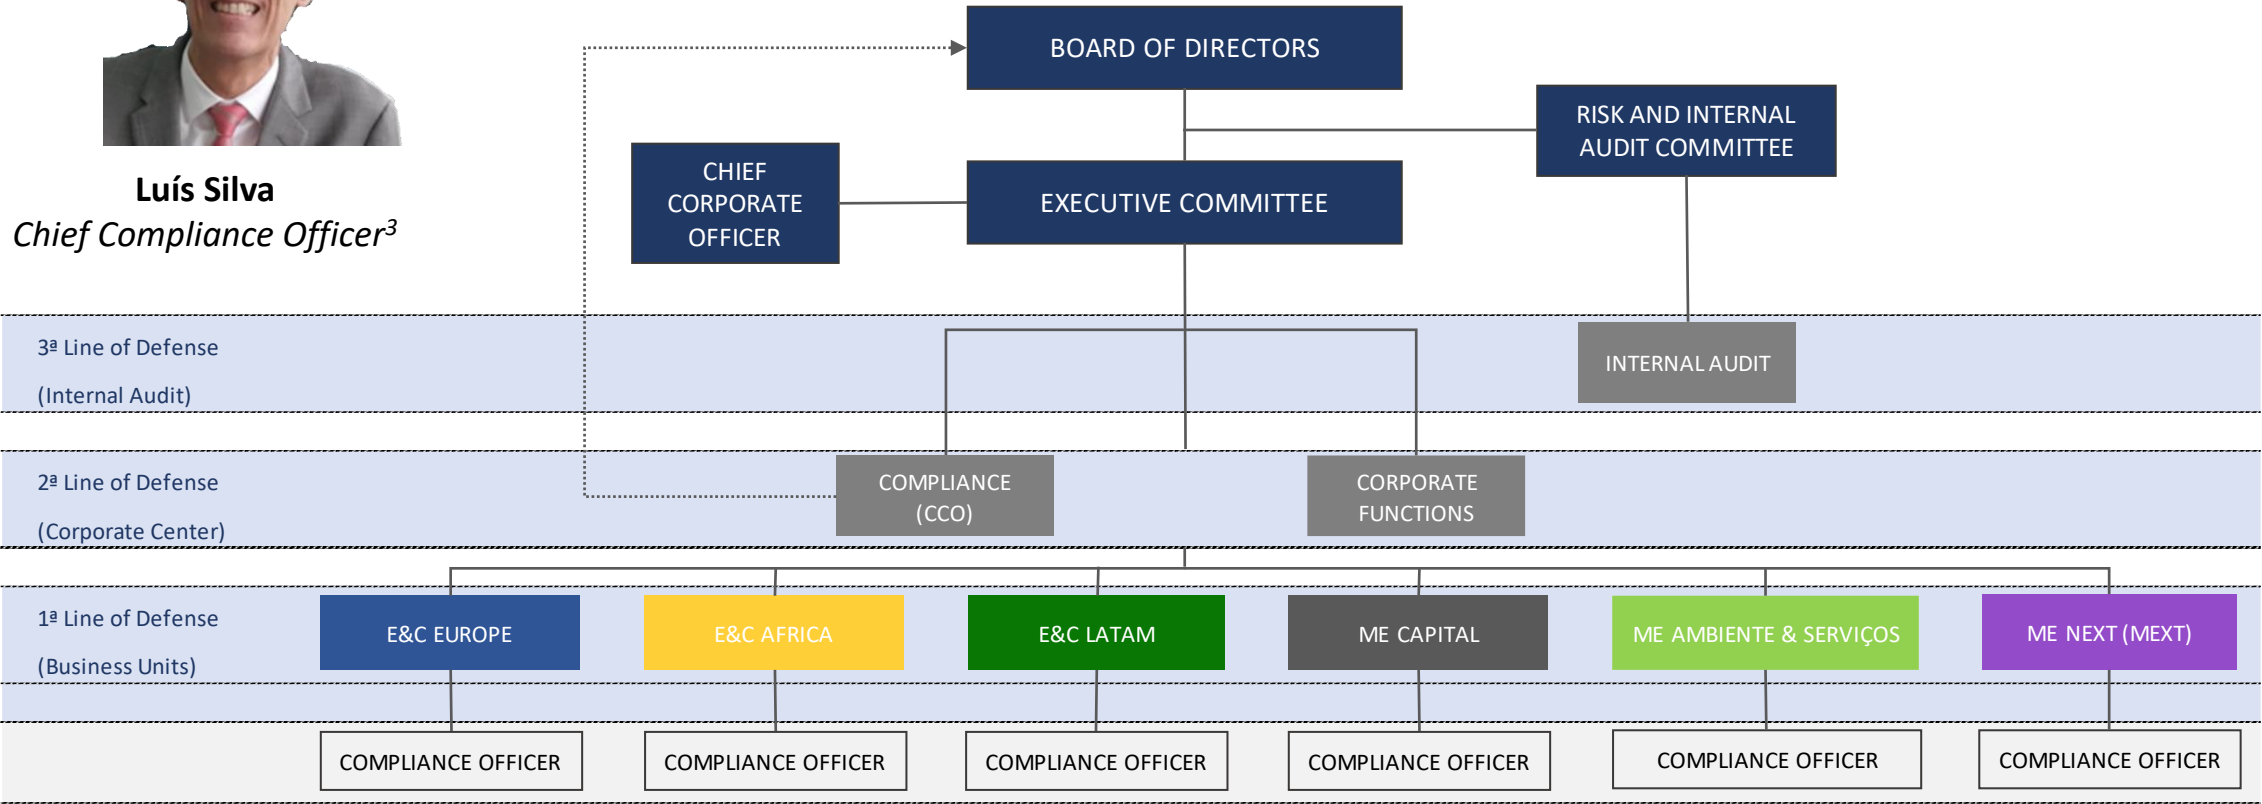 BOARD OF DIRECTORS
RISK AND INTERNAL
AUDIT COMMITTEE
CHIEF
CORPORATE
OFFICER
EXECUTIVE COMMITTEE
Luís Silva
Chief Compliance Officer³
3ª Line of Defense
(Internal Audit)
INTERNAL AUDIT
2ª Line of Defense
(Corporate Center)
COMPLIANCE
(CCO)
CORPORATE
FUNCTIONS
1ª Line of Defense
(Business Units)
E&C EUROPE
E&C AFRICA
E&C LATAM
ME CAPITAL
ME AMBIENTE & SERVIÇOS
ME NEXT (MEXT)
COMPLIANCE OFFICER
COMPLIANCE OFFICER
COMPLIANCE OFFICER
COMPLIANCE OFFICER
COMPLIANCE OFFICER
COMPLIANCE OFFICER